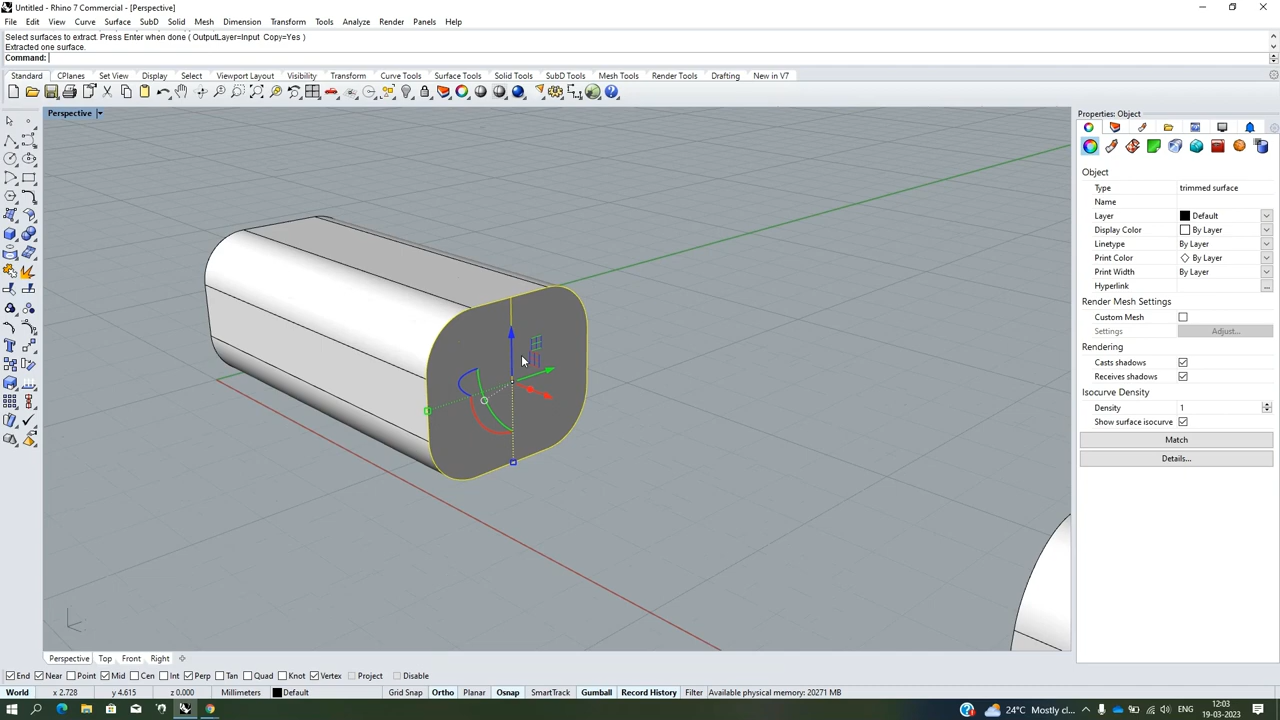 Untitled - Rhino 7 Commercial - [Perspective]
File Edit View Curve Surface SubD Solid Mesh Dimension Transform Tools Analyze Render Panels Help
Select surfaces to extract. Press Enter when done ( OutputLayer=Input Copy=Yes )
Extracted one surface.
Command:
Standard CPlanes Set View Display Select Viewport Layout Visibility Transform Curve Tools Surface Tools Solid Tools SubD Tools Mesh Tools Render Tools Drafting New in V7
Perspective
Properties: Object
Object
Type trimmed surface
Name
Layer Default
Display Color By Layer
Linetype By Layer
Print Color By Layer
Print Width By Layer
Hyperlink ...
Render Mesh Settings
Custom Mesh
Settings Adjust...
Rendering
Casts shadows
Receives shadows
Isocurve Density
Density 1
Show surface isocurve
Match
Details...
Perspective Top Front Right
End Near Point Mid Cen Int Perp Tan Quad Knot Vertex Project Disable
World x 2.728 y 4.615 z 0.000 Millimeters Default Grid Snap Ortho Planar Osnap SmartTrack Gumball Record History Filter Available physical memory: 20271 MB
24°C Mostly cl... ENG 12:03
19-03-2023